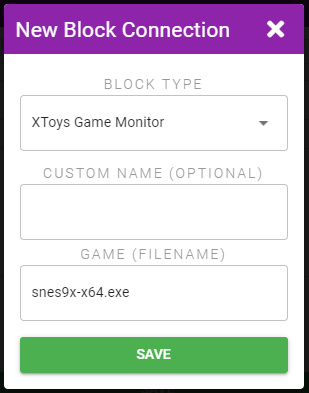 New Block Connection
BLOCK TYPE
XToys Game Monitor
CUSTOM NAME (OPTIONAL)
GAME (FILENAME)
snes9x-x64.exe
SAVE